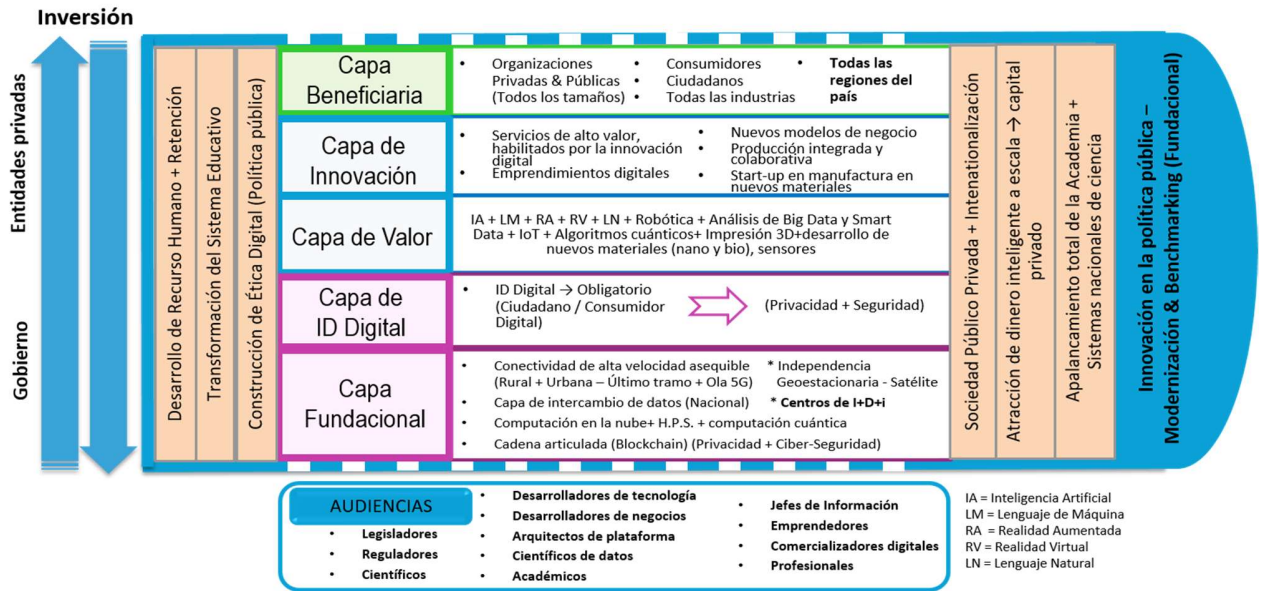 Inversión
Entidades privadas
Gobierno
Desarrollo de Recurso Humano + Retención
Transformación del Sistema Educativo
Construcción de Ética Digital (Política pública)
Capa
Beneficiaria
• Organizaciones
Privadas & Públicas
(Todos los tamaños)
• Consumidores
• Ciudadanos
• Todas las industrias
• Todas las
regiones del
país
Capa de
Innovación
• Servicios de alto valor,
habilitados por la innovación
digital
• Emprendimientos digitales
• Nuevos modelos de negocio
• Producción integrada y
colaborativa
• Start-up en manufactura en
nuevos materiales
Capa de Valor
IA + LM + RA + RV + LN + Robótica + Análisis de Big Data y Smart
Data + IoT + Algoritmos cuánticos+ Impresión 3D+desarrollo de
nuevos materiales (nano y bio), sensores
Capa de
ID Digital
• ID Digital → Obligatorio
(Ciudadano / Consumidor
Digital)
(Privacidad + Seguridad)
Capa
Fundacional
• Conectividad de alta velocidad asequible
(Rural + Urbana – Último tramo + Ola 5G)
• Capa de intercambio de datos (Nacional)
* Independencia
Geoestacionaria - Satélite
* Centros de I+D+i
• Computación en la nube+ H.P.S. + computación cuántica
• Cadena articulada (Blockchain) (Privacidad + Ciber-Seguridad)
Sociedad Público Privada + Internationalización
Atracción de dinero inteligente a escala → capital
privado
Apalancamiento total de la Academia +
Sistemas nacionales de ciencia
Innovación en la política pública –
Modernización & Benchmarking (Fundacional)
AUDIENCIAS
• Legisladores
• Reguladores
• Científicos
• Desarrolladores de tecnología
• Desarrolladores de negocios
• Arquitectos de plataforma
• Científicos de datos
• Académicos
• Jefes de Información
• Emprendedores
• Comercializadores digitales
• Profesionales
IA = Inteligencia Artificial
LM = Lenguaje de Máquina
RA = Realidad Aumentada
RV = Realidad Virtual
LN = Lenguaje Natural